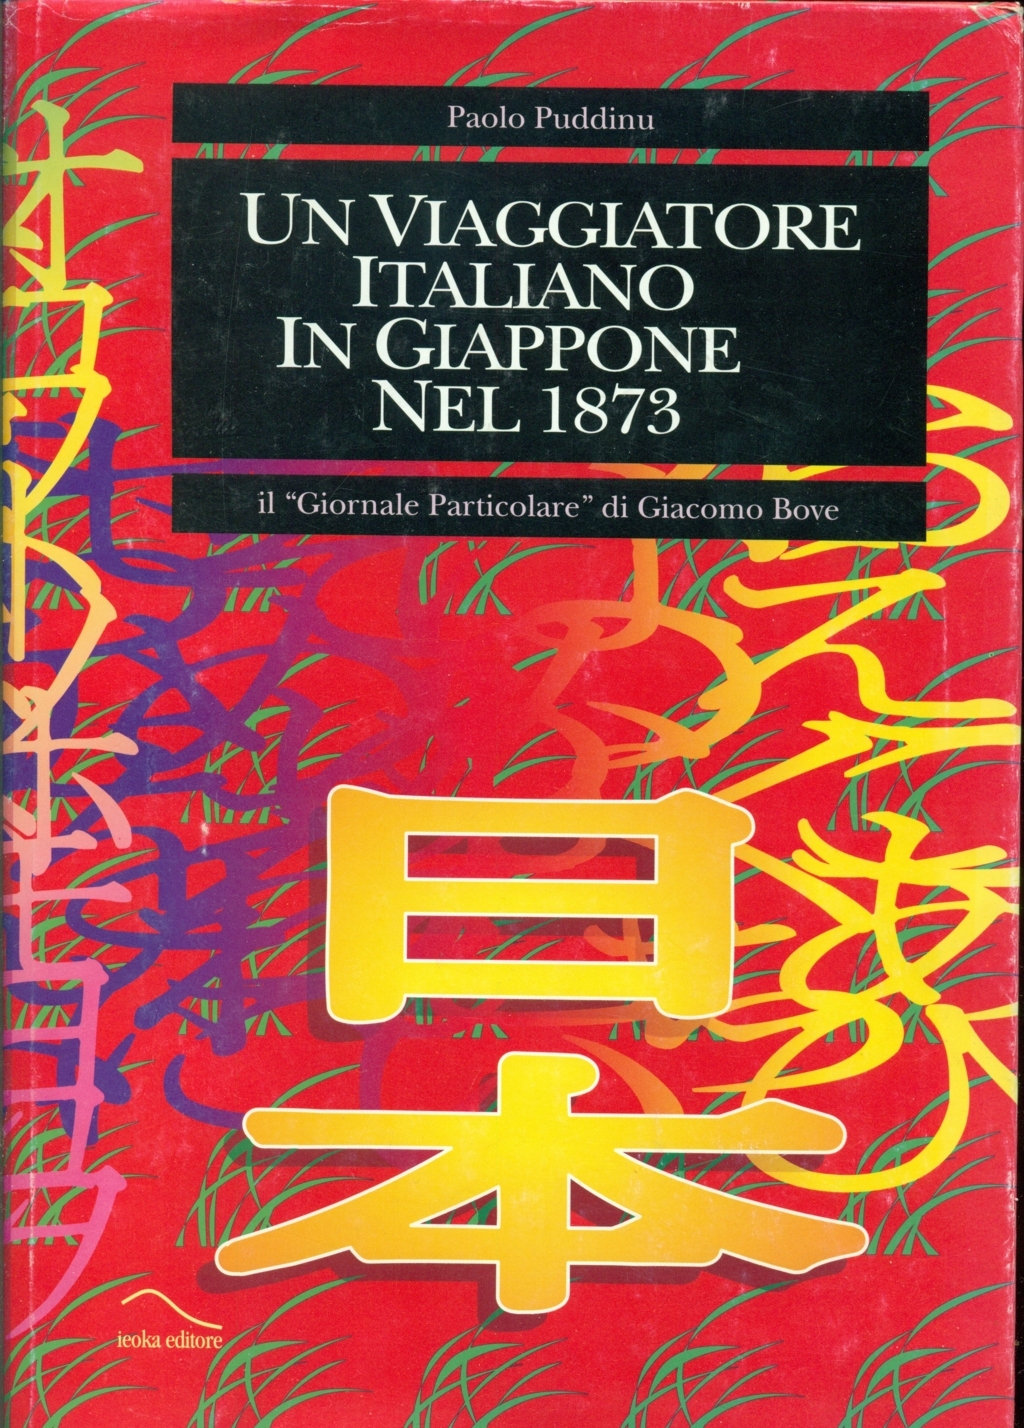 Paolo Puddinu
UN VIAGGIATORE
ITALIANO
IN GIAPPONE
NEL 1873
il “Giornale Particolare” di Giacomo Bove
日
本
ieoka editore